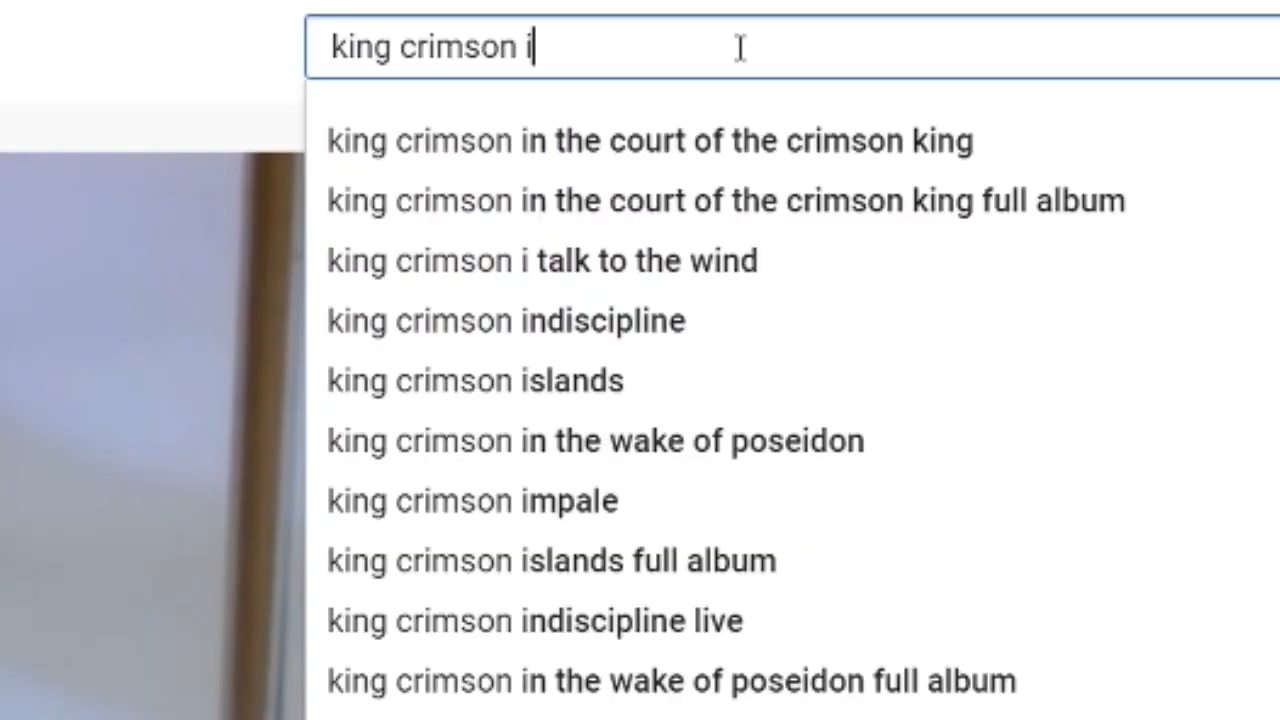 king crimson i
king crimson in the court of the crimson king
king crimson in the court of the crimson king full album
king crimson i talk to the wind
king crimson indiscipline
king crimson islands
king crimson in the wake of poseidon
king crimson impale
king crimson islands full album
king crimson indiscipline live
king crimson in the wake of poseidon full album